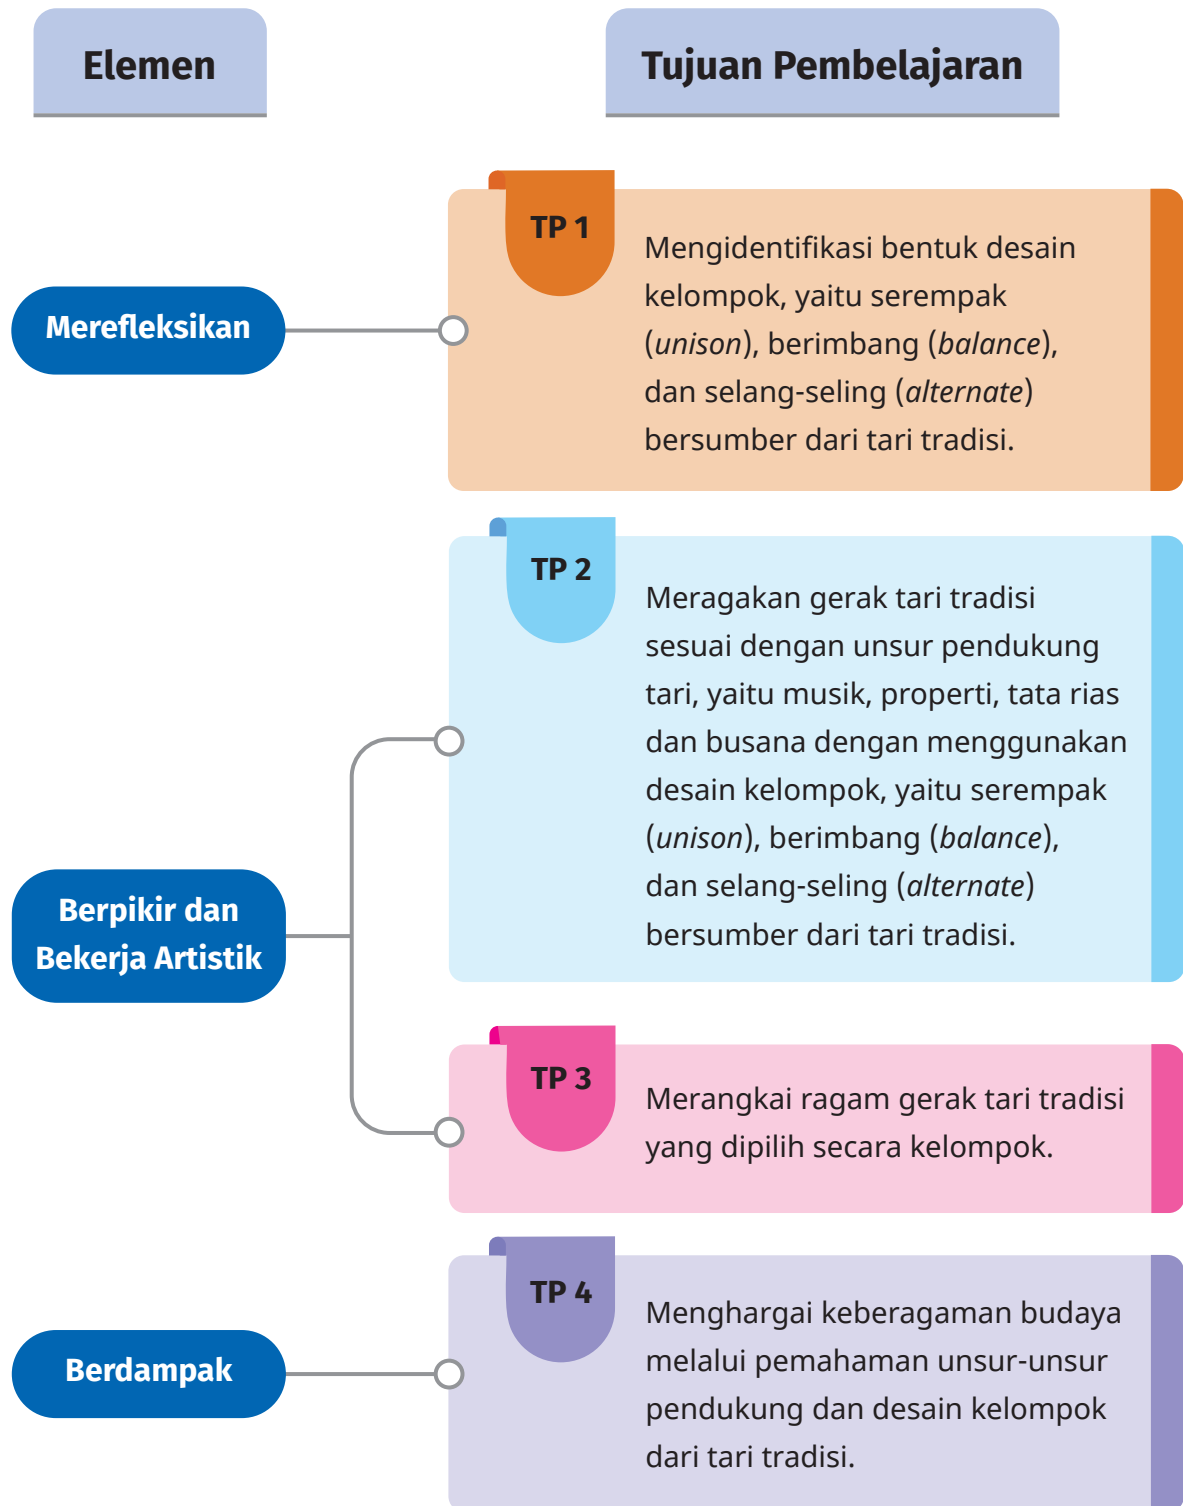 Elemen
Tujuan Pembelajaran
Merefleksikan
TP 1
Mengidentifikasi bentuk desain
kelompok, yaitu serempak
(unison), berimbang (balance),
dan selang-seling (alternate)
bersumber dari tari tradisi.
Berpikir dan
Bekerja Artistik
TP 2
Meragakan gerak tari tradisi
sesuai dengan unsur pendukung
tari, yaitu musik, properti, tata rias
dan busana dengan menggunakan
desain kelompok, yaitu serempak
(unison), berimbang (balance),
dan selang-seling (alternate)
bersumber dari tari tradisi.
TP 3
Merangkai ragam gerak tari tradisi
yang dipilih secara kelompok.
Berdampak
TP 4
Menghargai keberagaman budaya
melalui pemahaman unsur-unsur
pendukung dan desain kelompok
dari tari tradisi.